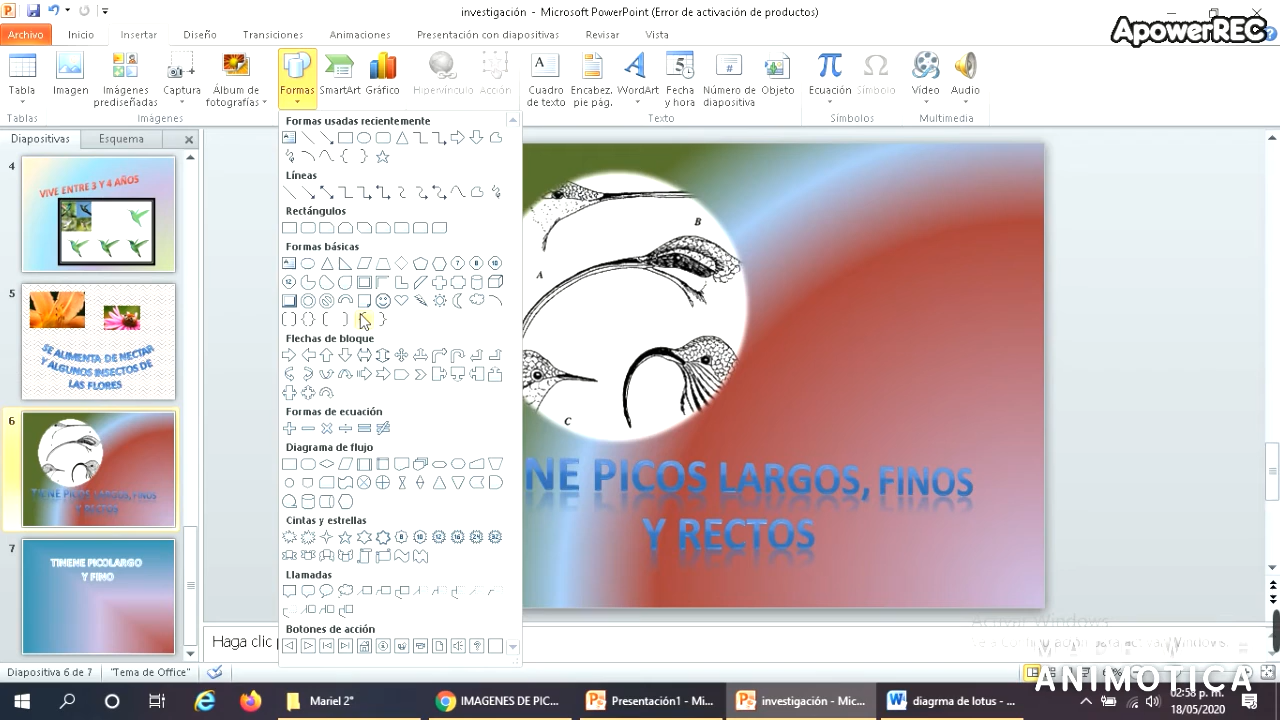 investigación - Microsoft PowerPoint (Error de activación de productos)
ApowerREC
Archivo Inicio Insertar Diseño Transiciones Animaciones Presentación con diapositivas Revisar Vista
Tabla Imagen Imágenes prediseñadas Captura Álbum de fotografías Formas SmartArt Gráfico Hipervínculo Acción Cuadro de texto Encabez. pie pág. WordArt Fecha y hora Número de diapositiva Objeto Ecuación Símbolo Vídeo Audio
Tablas Imágenes Texto Símbolos Multimedia
Diapositivas Esquema
Formas usadas recientemente
Líneas
Rectángulos
Formas básicas
Flechas de bloque
Formas de ecuación
Diagrama de flujo
Cintas y estrellas
Llamadas
Botones de acción
4
VIVE ENTRE 3 Y 4 AÑOS
5
SE ALIMENTA DE NECTAR
Y ALGUNOS INSECTOS DE
LAS FLORES
6
TIENE PICOS LARGOS, FINOS
Y RECTOS
7
TINENE PICOLARGO
Y FINO
A
B
C
NE PICOS LARGOS, FINOS
Y RECTOS
Haga clic p
Activar Windows
Diapositiva 6 de 7 "Tema de Office"
MADE W
ANIMOTICA
Mariel 2° IMAGENES DE PIC... Presentación1 - Mi... investigación - Mic... diagrma de lotus - ...
02:58 p. m.
18/05/2020